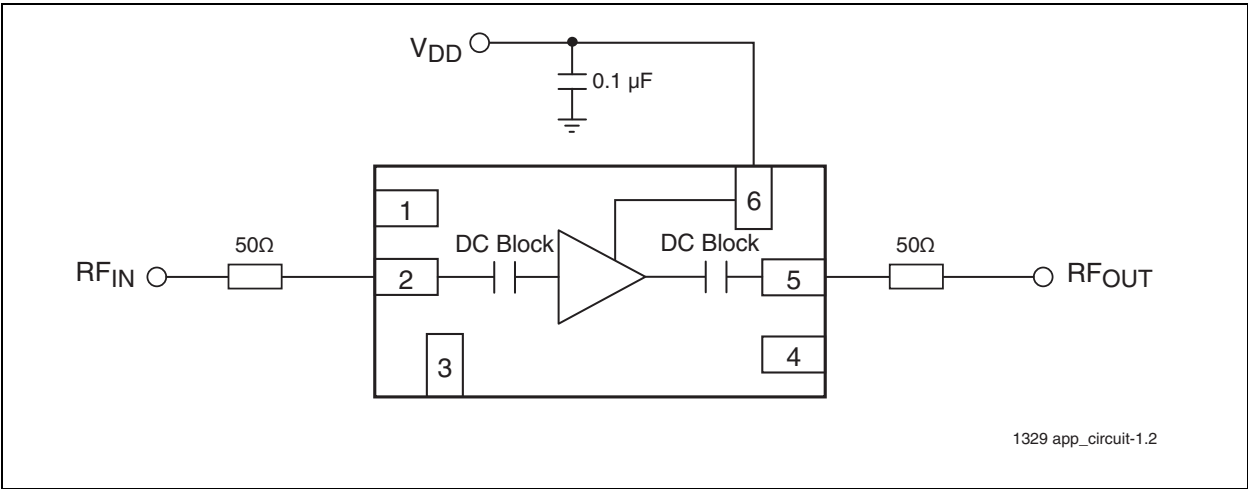 VDD
0.1 µF
6
1
DC Block
DC Block
50Ω
50Ω
RFIN
2
5
RFOUT
3
4
1329 app_circuit-1.2